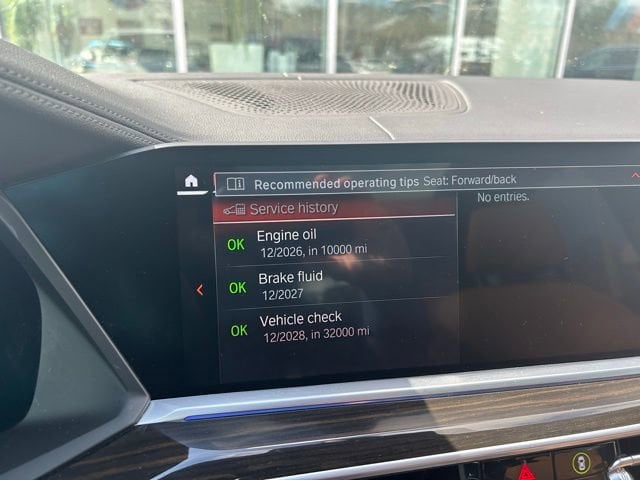 Recommended operating tips Seat: Forward/back
Service history
No entries.
OK Engine oil
12/2026, in 10000 mi
OK Brake fluid
12/2027
OK Vehicle check
12/2028, in 32000 mi